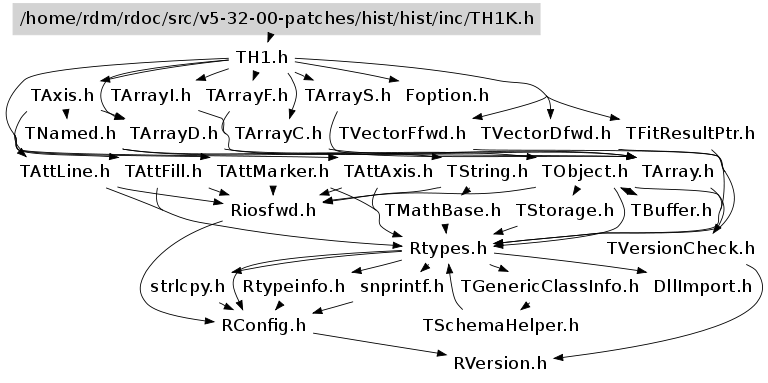 /home/rdm/rdoc/src/v5-32-00-patches/hist/hist/inc/TH1K.h
TH1.h
TAxis.h TArrayI.h TArrayF.h TArrayS.h Foption.h
TNamed.h TArrayD.h TArrayC.h TVectorFfwd.h TVectorDfwd.h TFitResultPtr.h
TAttLine.h TAttFill.h TAttMarker.h TAttAxis.h TString.h TObject.h TArray.h
Riosfwd.h TMathBase.h TStorage.h TBuffer.h
Rtypes.h TVersionCheck.h
strlcpy.h Rtypeinfo.h snprintf.h TGenericClassInfo.h DllImport.h
RConfig.h TSchemaHelper.h
RVersion.h